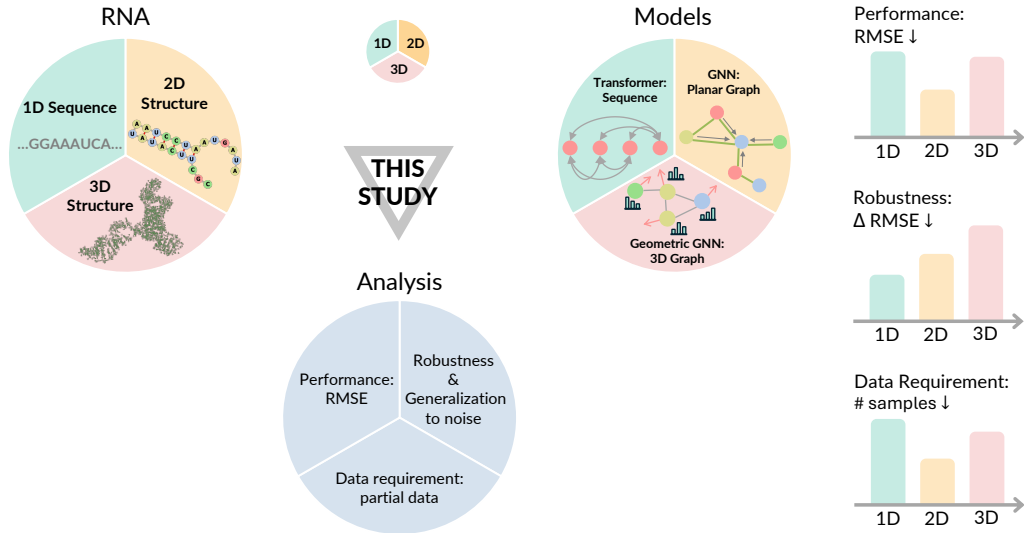 RNA
1D Sequence
...GGAAAUCA...
2D
Structure
3D
Structure
1D
2D
3D
THIS
STUDY
Models
Transformer:
Sequence
GNN:
Planar Graph
Geometric GNN:
3D Graph
Analysis
Performance:
RMSE
Robustness
&
Generalization
to noise
Data requirement:
partial data
Performance:
RMSE ↓
1D 2D 3D
Robustness:
Δ RMSE ↓
1D 2D 3D
Data Requirement:
# samples ↓
1D 2D 3D